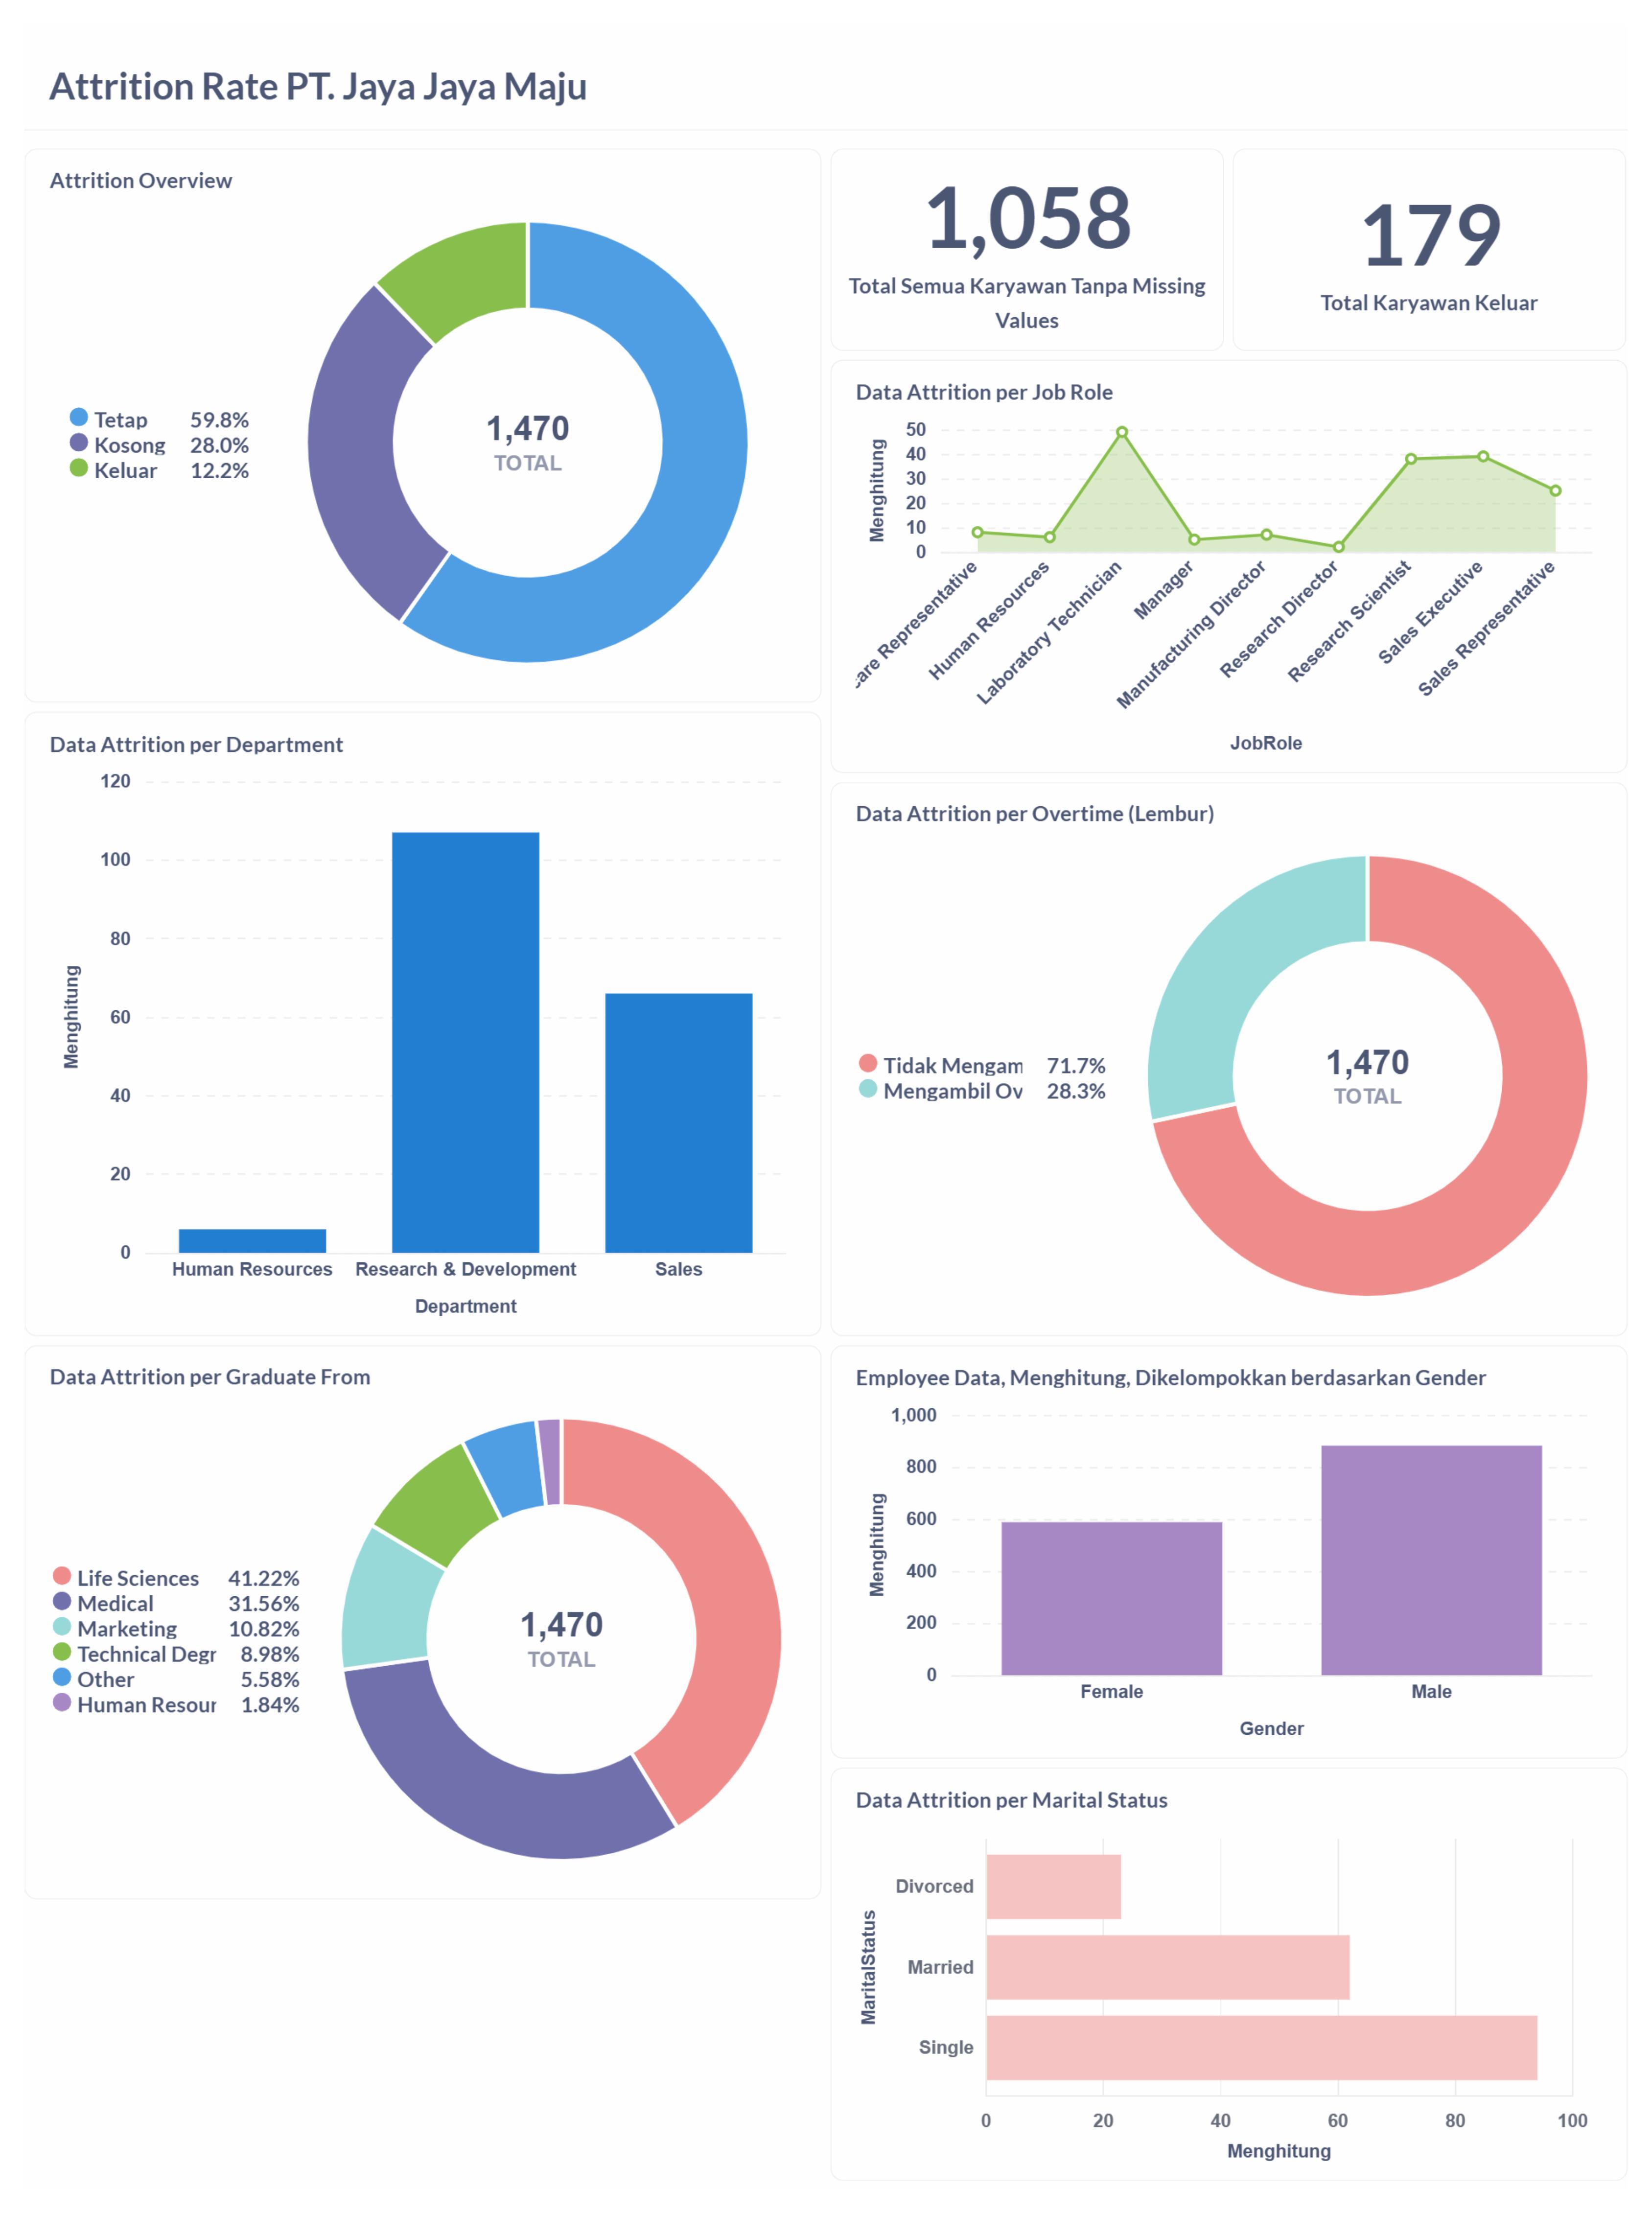 Attrition Rate PT. Jaya Jaya Maju
Attrition Overview
Tetap 59.8%
Kosong 28.0%
Keluar 12.2%
1,470
TOTAL
1,058
Total Semua Karyawan Tanpa Missing
Values
179
Total Karyawan Keluar
Data Attrition per Job Role
Menghitung
50
40
30
20
10
0
Representative
Human Resources
Laboratory Technician
Manager
Manufacturing Director
Research Director
Research Scientist
Sales Executive
Sales Representative
JobRole
Data Attrition per Department
Menghitung
120
100
80
60
40
20
0
Human Resources
Research & Development
Sales
Department
Data Attrition per Overtime (Lembur)
Tidak Mengam 71.7%
Mengambil Ov 28.3%
1,470
TOTAL
Data Attrition per Graduate From
Life Sciences 41.22%
Medical 31.56%
Marketing 10.82%
Technical Degr 8.98%
Other 5.58%
Human Resour 1.84%
1,470
TOTAL
Employee Data, Menghitung, Dikelompokkan berdasarkan Gender
Menghitung
1,000
800
600
400
200
0
Female
Male
Gender
Data Attrition per Marital Status
MaritalStatus
Divorced
Married
Single
0
20
40
60
80
100
Menghitung